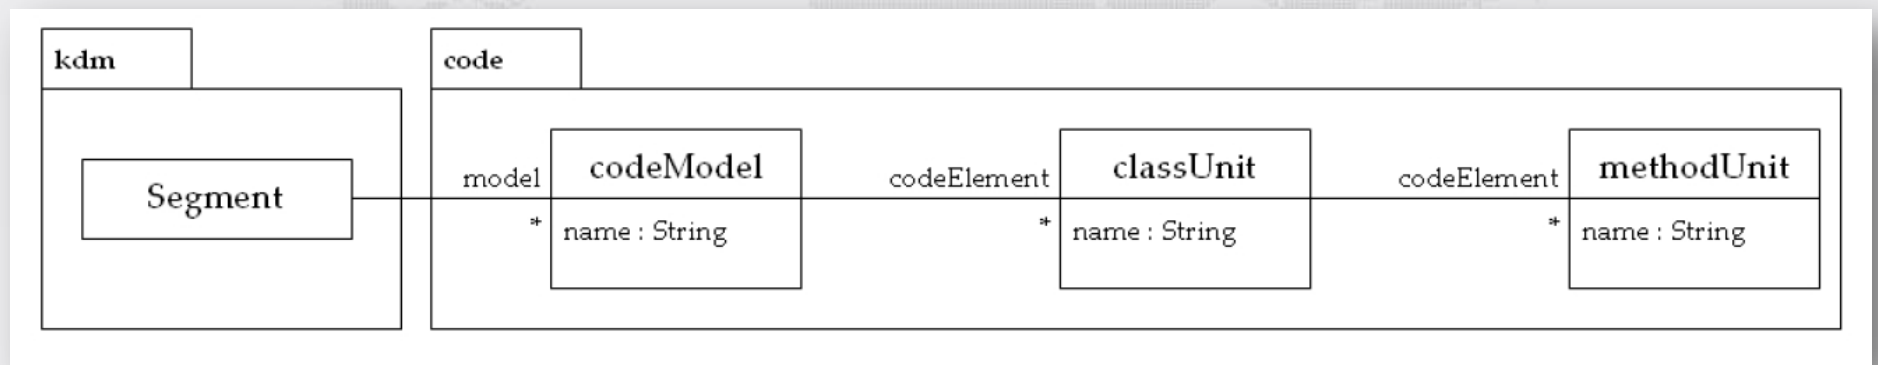 kdm
code
Segment
model
*
codeModel
name : String
codeElement
*
classUnit
name : String
codeElement
*
methodUnit
name : String